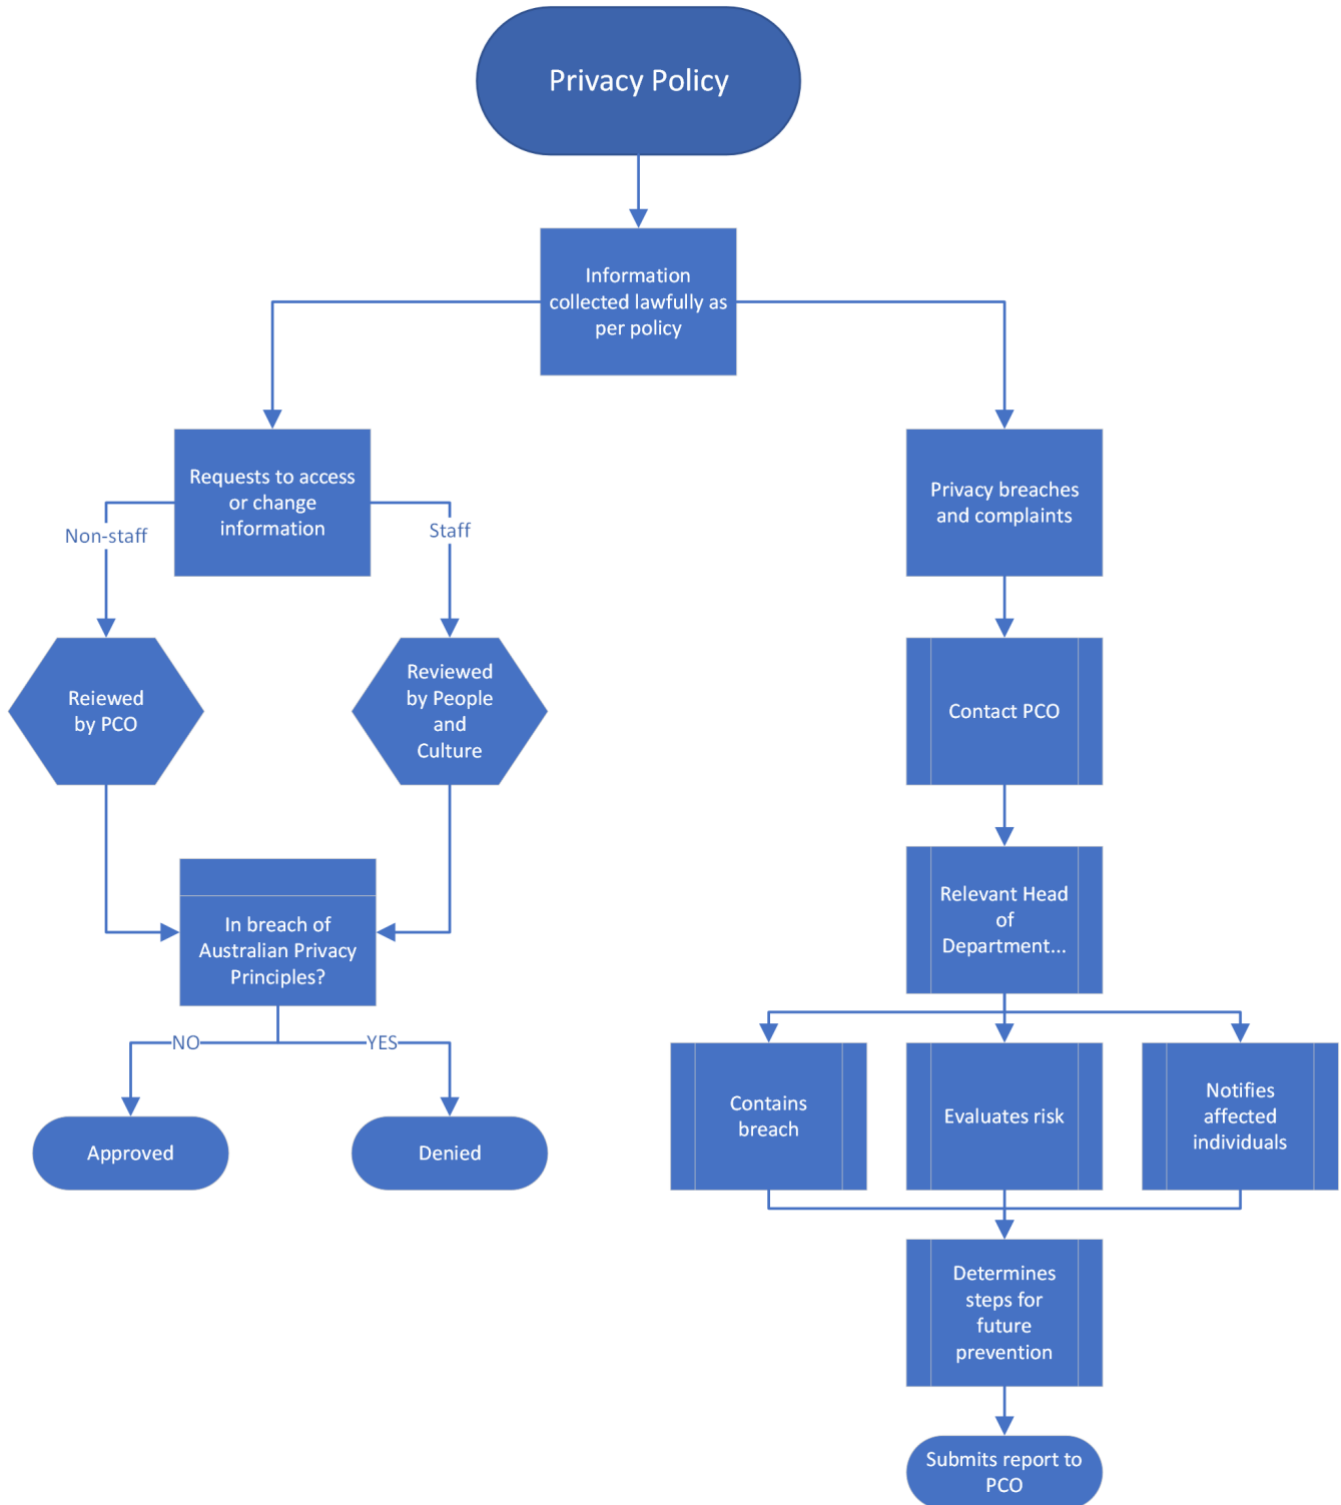 Privacy Policy
Information
collected lawfully as
per policy
Requests to access
or change
information
Privacy breaches
and complaints
Non-staff
Staff
Reiewed
by PCO
Reviewed
by People
and
Culture
Contact PCO
In breach of
Australian Privacy
Principles?
Relevant Head
of
Department...
NO
YES
Approved
Denied
Contains
breach
Evaluates risk
Notifies
affected
individuals
Determines
steps for
future
prevention
Submits report to
PCO